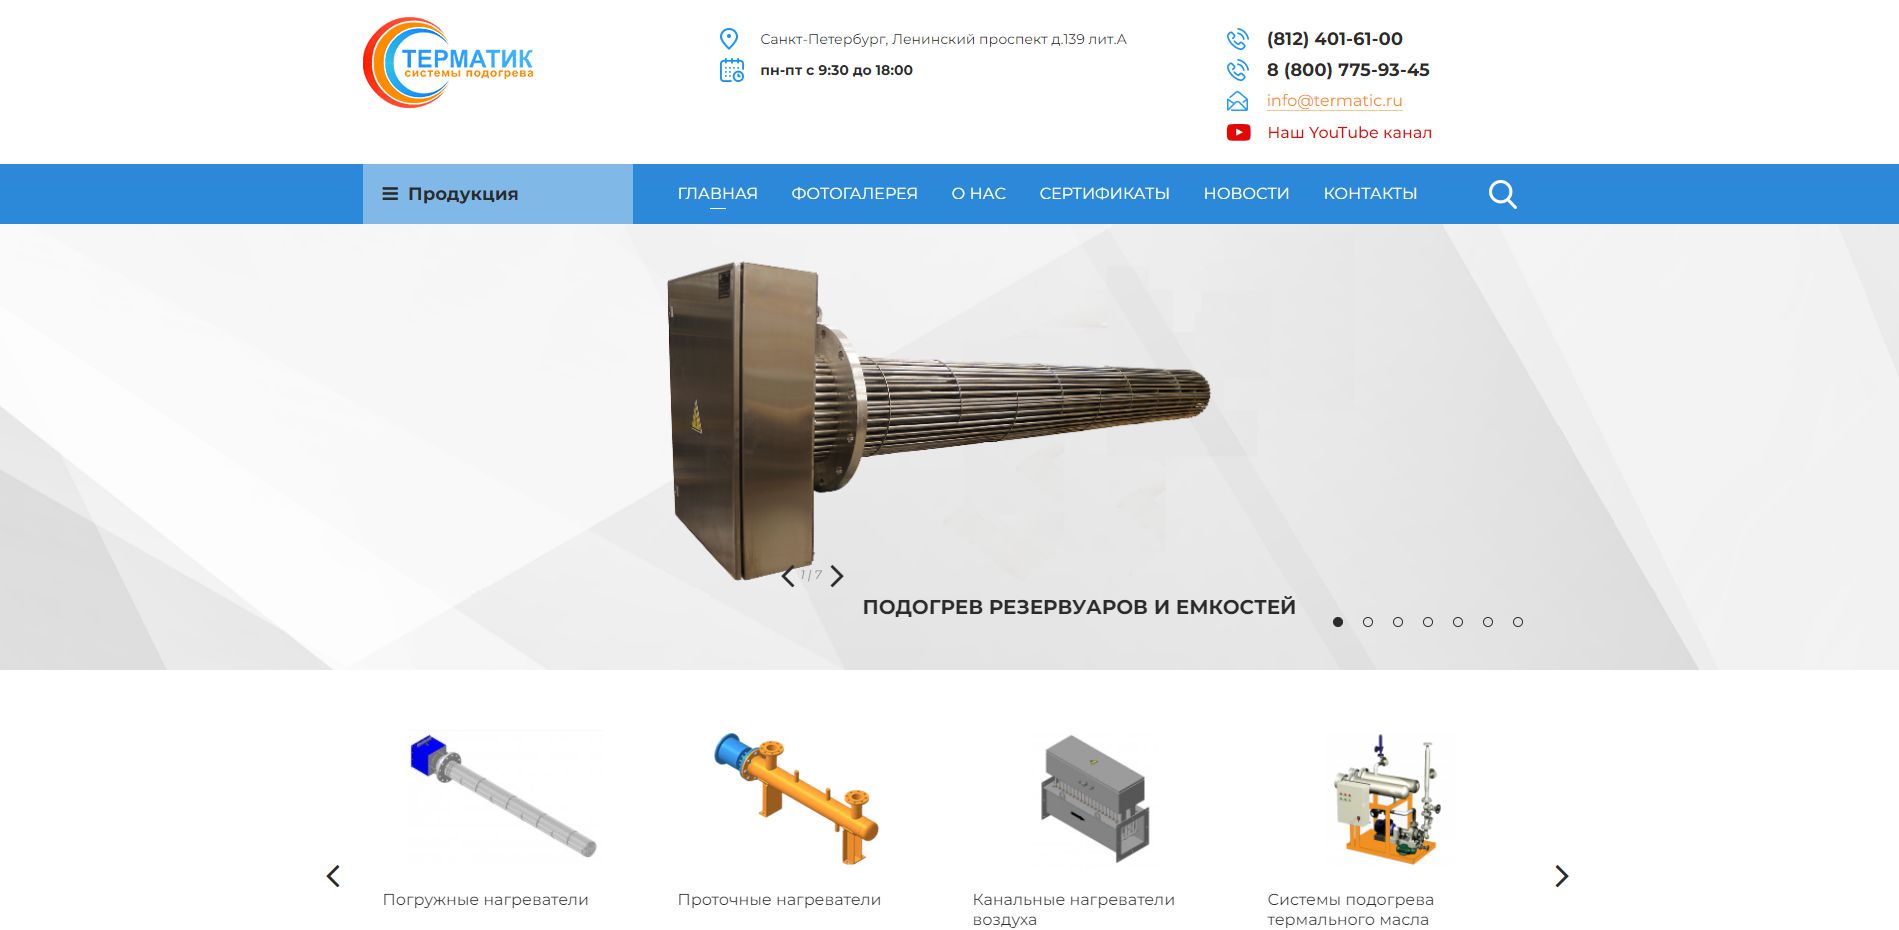 ТЕРМАТИК
системы подогрева
Санкт-Петербург, Ленинский проспект д.139 лит.А
пн-пт с 9:30 до 18:00
(812) 401-61-00
8 (800) 775-93-45
info@termatic.ru
Наш YouTube канал
Продукция
ГЛАВНАЯ ФОТОГАЛЕРЕЯ О НАС СЕРТИФИКАТЫ НОВОСТИ КОНТАКТЫ
1 / 7
ПОДОГРЕВ РЕЗЕРВУАРОВ И ЕМКОСТЕЙ
Погружные нагреватели
Проточные нагреватели
Канальные нагреватели
воздуха
Системы подогрева
термального масла